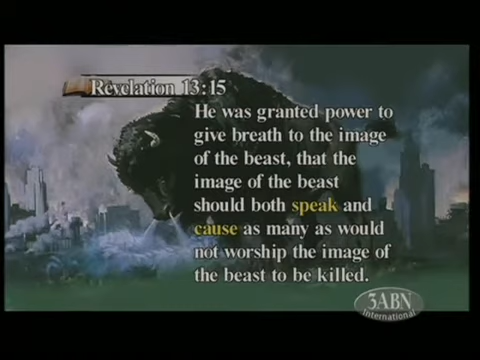 Revelation 13:15
He was granted power to
give breath to the image
of the beast, that the
image of the beast
should both speak and
cause as many as would
not worship the image of
the beast to be killed.
3ABN
International